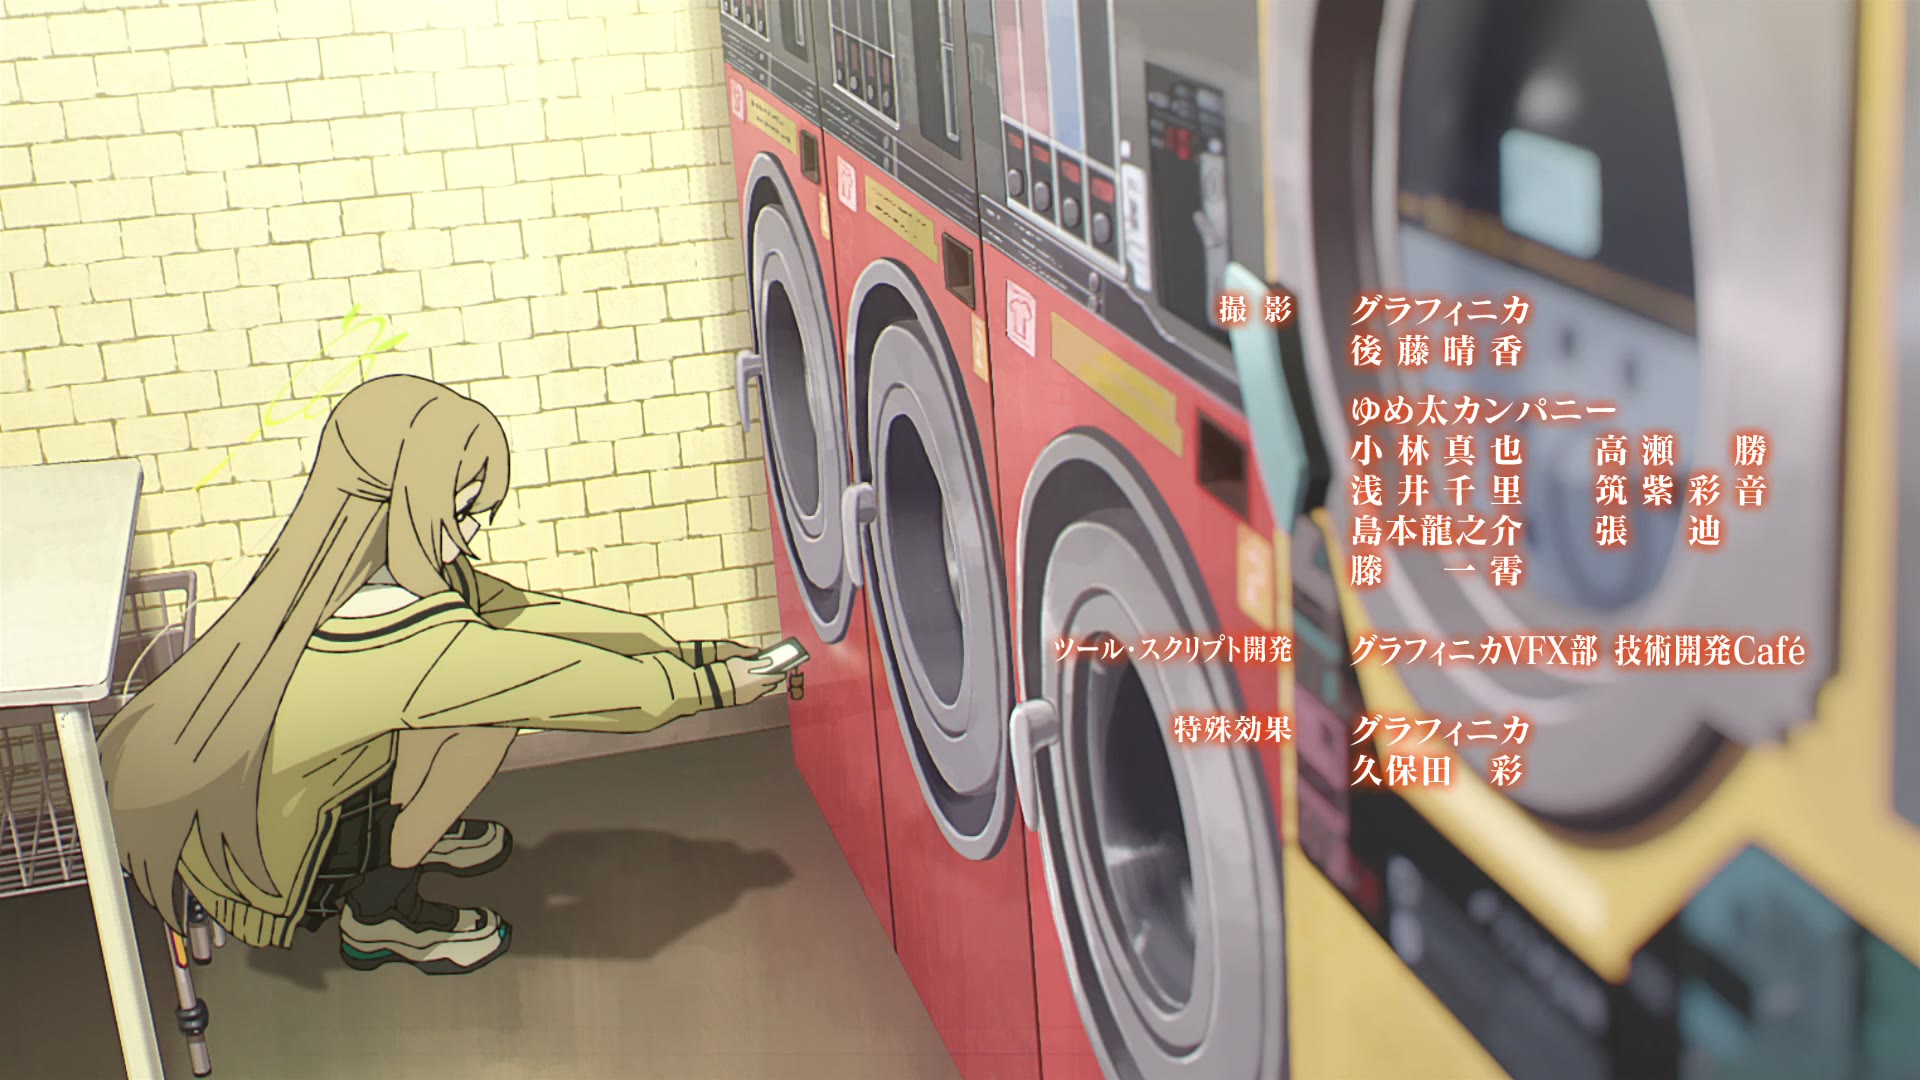 撮影 グラフィニカ
後藤晴香
ゆめ太カンパニー
小林真也 高瀬 勝
浅井千里 筑紫彩音
島本龍之介 張 迪
滕 一霄
ツール・スクリプト開発 グラフィニカVFX部 技術開発Café
特殊効果 グラフィニカ
久保田 彩